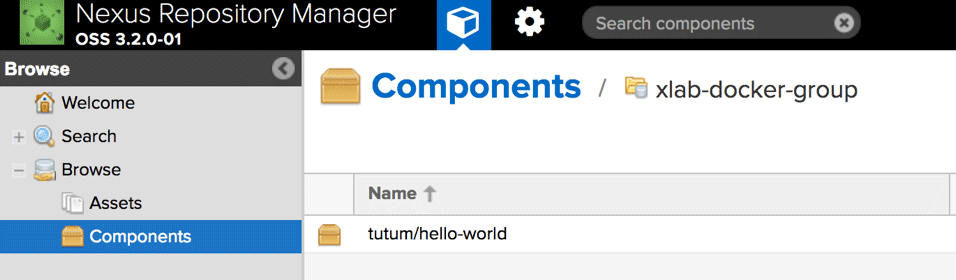 Nexus Repository Manager
OSS 3.2.0-01
Search components
Browse
Components / xlab-docker-group
Welcome
Search
Browse
Assets
Components
Name
tutum/hello-world